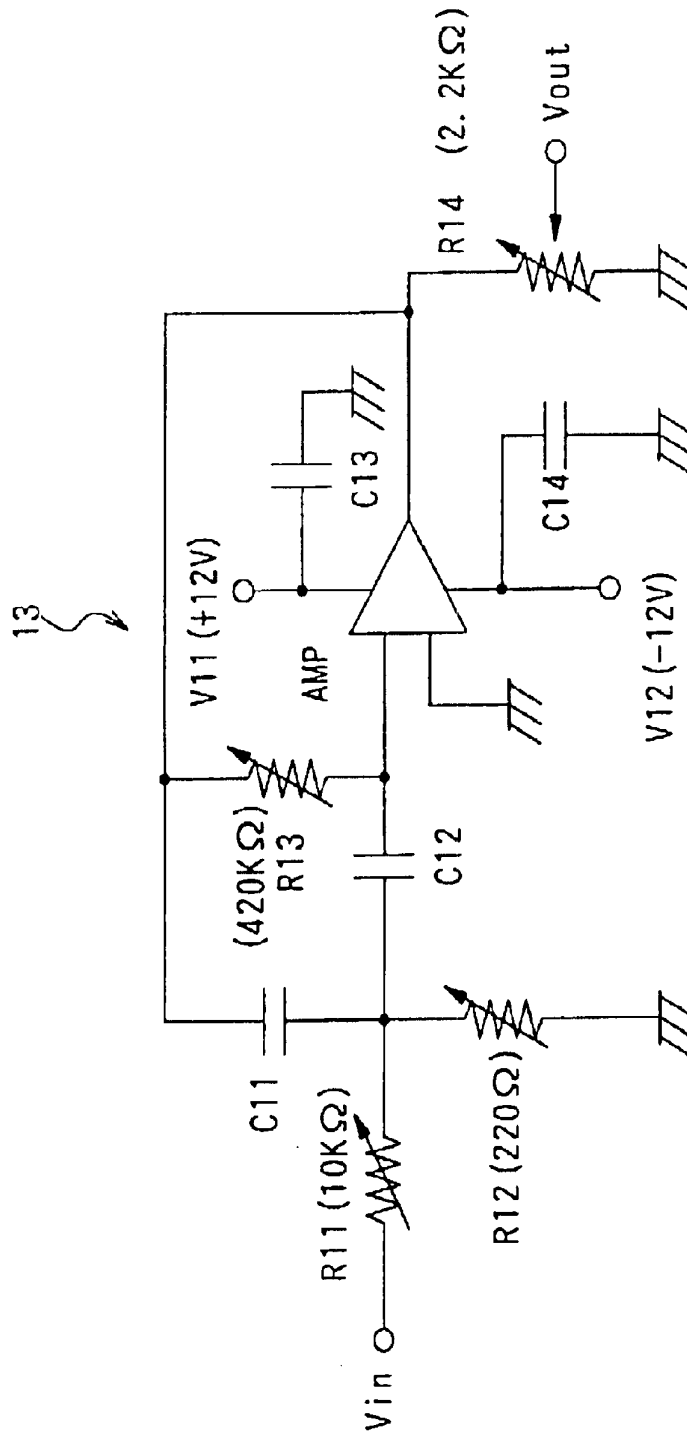 13
V11(+12V)
C13
AMP
R14 (2. 2KΩ)
Vout
(420KΩ)
R13
C11
C12
C14
V12(-12V)
Vin
R11(10KΩ)
R12(220Ω)